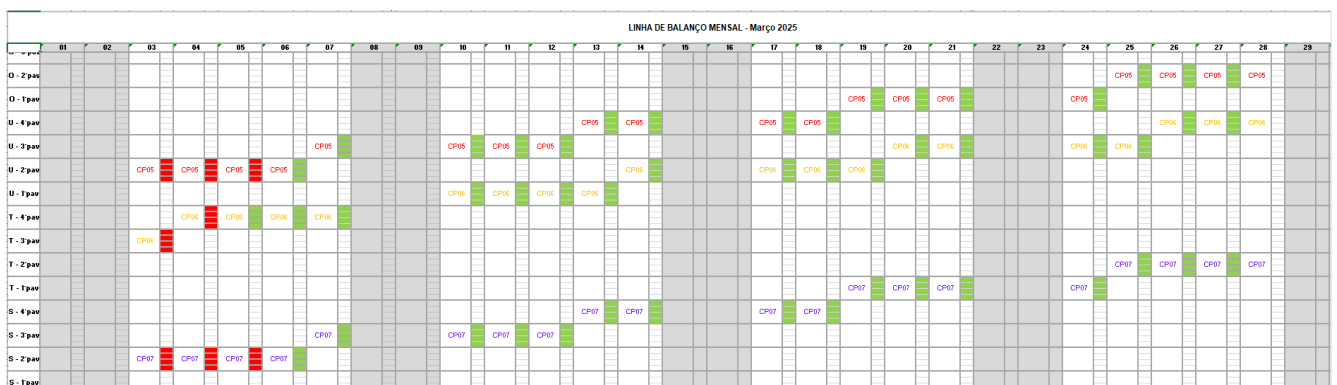 LINHA DE BALANÇO MENSAL - Março 2025
01 02 03 04 05 06 07 08 09 10 11 12 13 14 15 16 17 18 19 20 21 22 23 24 25 26 27 28 29
O - 2°pav CP05 CP05 CP05 CP05
O - 1°pav CP05 CP05 CP05 CP05
U - 4°pav CP05 CP05 CP05 CP05 CP06 CP06 CP06
U - 3°pav CP05 CP05 CP05 CP05 CP06 CP06 CP06 CP06
U - 2°pav CP05 CP05 CP05 CP05 CP06 CP06 CP06 CP06
U - 1°pav CP06 CP06 CP06 CP06
T - 4°pav CP06 CP06 CP06 CP06
T - 3°pav CP06
T - 2°pav CP07 CP07 CP07 CP07
T - 1°pav CP07 CP07 CP07 CP07
S - 4°pav CP07 CP07 CP07 CP07
S - 3°pav CP07 CP07 CP07 CP07
S - 2°pav CP07 CP07 CP07 CP07
S - 1°pav